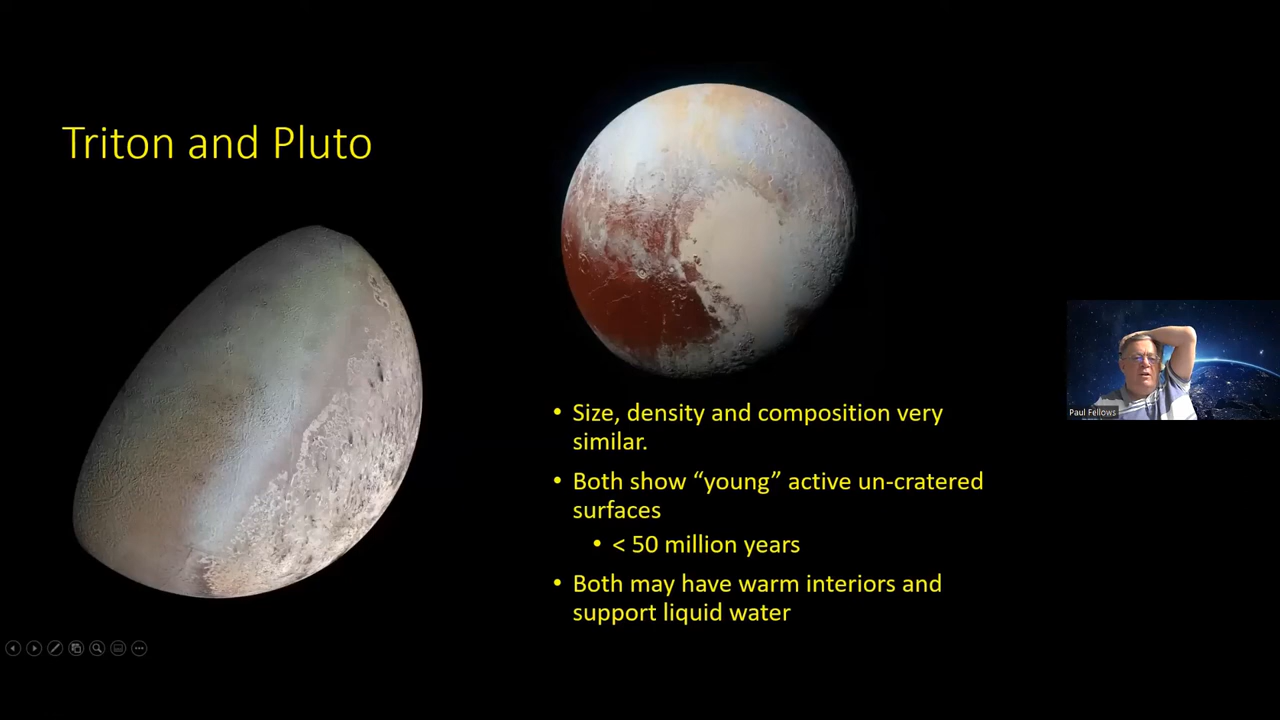 Triton and Pluto
• Size, density and composition very
similar.
• Both show “young” active un-cratered
surfaces
• < 50 million years
• Both may have warm interiors and
support liquid water
Paul Fellows